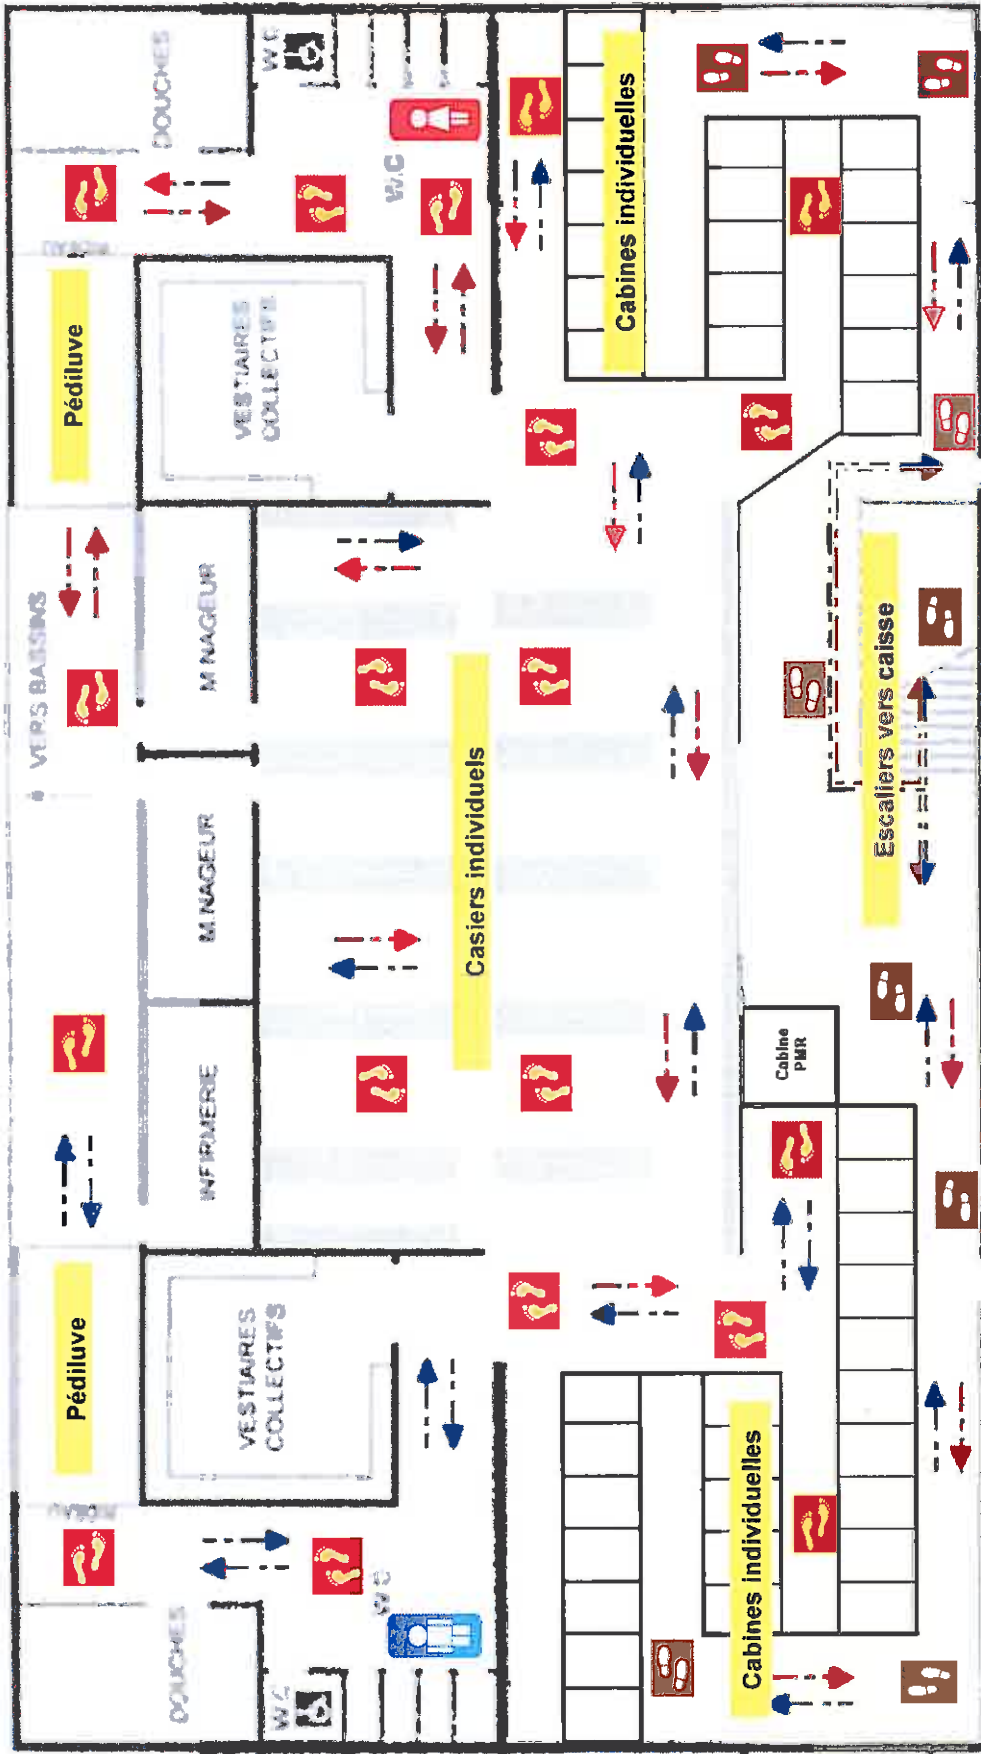 VERS BASSINS
Pédiluve
Pédiluve
DOUCHES
DOUCHES
INFIRMERIE
M.NAGEUR
M NAGEUR
VESTIAIRES
COLLECTIFS
VESTIAIRES
COLLECTIFS
W.C
W C
W C
W.C
Casiers individuels
Cabines individuelles
Cabines individuelles
Cabine
PMR
Escaliers vers caisse